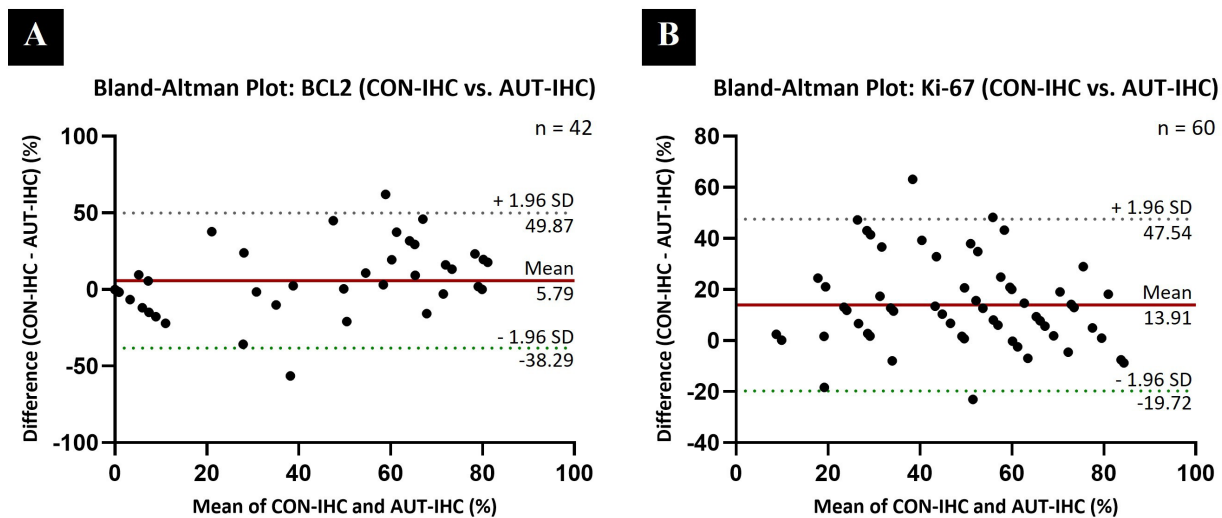 A
Bland-Altman Plot: BCL2 (CON-IHC vs. AUT-IHC)
n = 42
Difference (CON-IHC - AUT-IHC) (%)
100
50
0
-50
-100
+ 1.96 SD
49.87
Mean
5.79
- 1.96 SD
-38.29
0
20
40
60
80
100
Mean of CON-IHC and AUT-IHC (%)
B
Bland-Altman Plot: Ki-67 (CON-IHC vs. AUT-IHC)
n = 60
Difference (CON-IHC - AUT-IHC) (%)
80
60
40
20
0
-20
-40
+ 1.96 SD
47.54
Mean
13.91
- 1.96 SD
-19.72
0
20
40
60
80
100
Mean of CON-IHC and AUT-IHC (%)